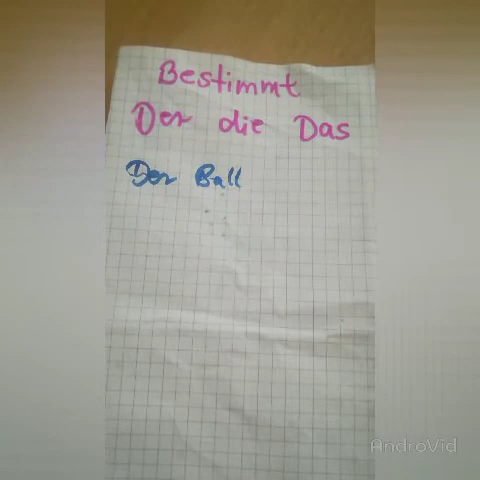 Bestimmt
Der die Das
Der Ball
AndroVid